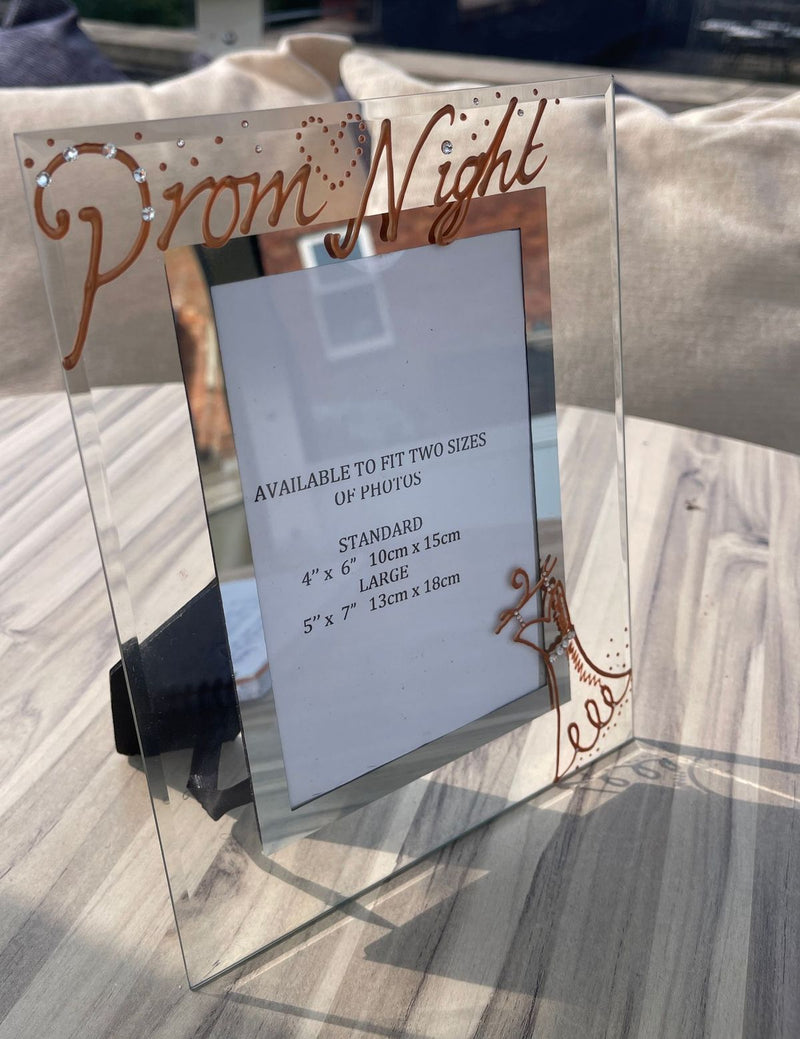 Prom Night
AVAILABLE TO FIT TWO SIZES
OF PHOTOS
STANDARD
4” x 6” 10cm x 15cm
LARGE
5” x 7” 13cm x 18cm